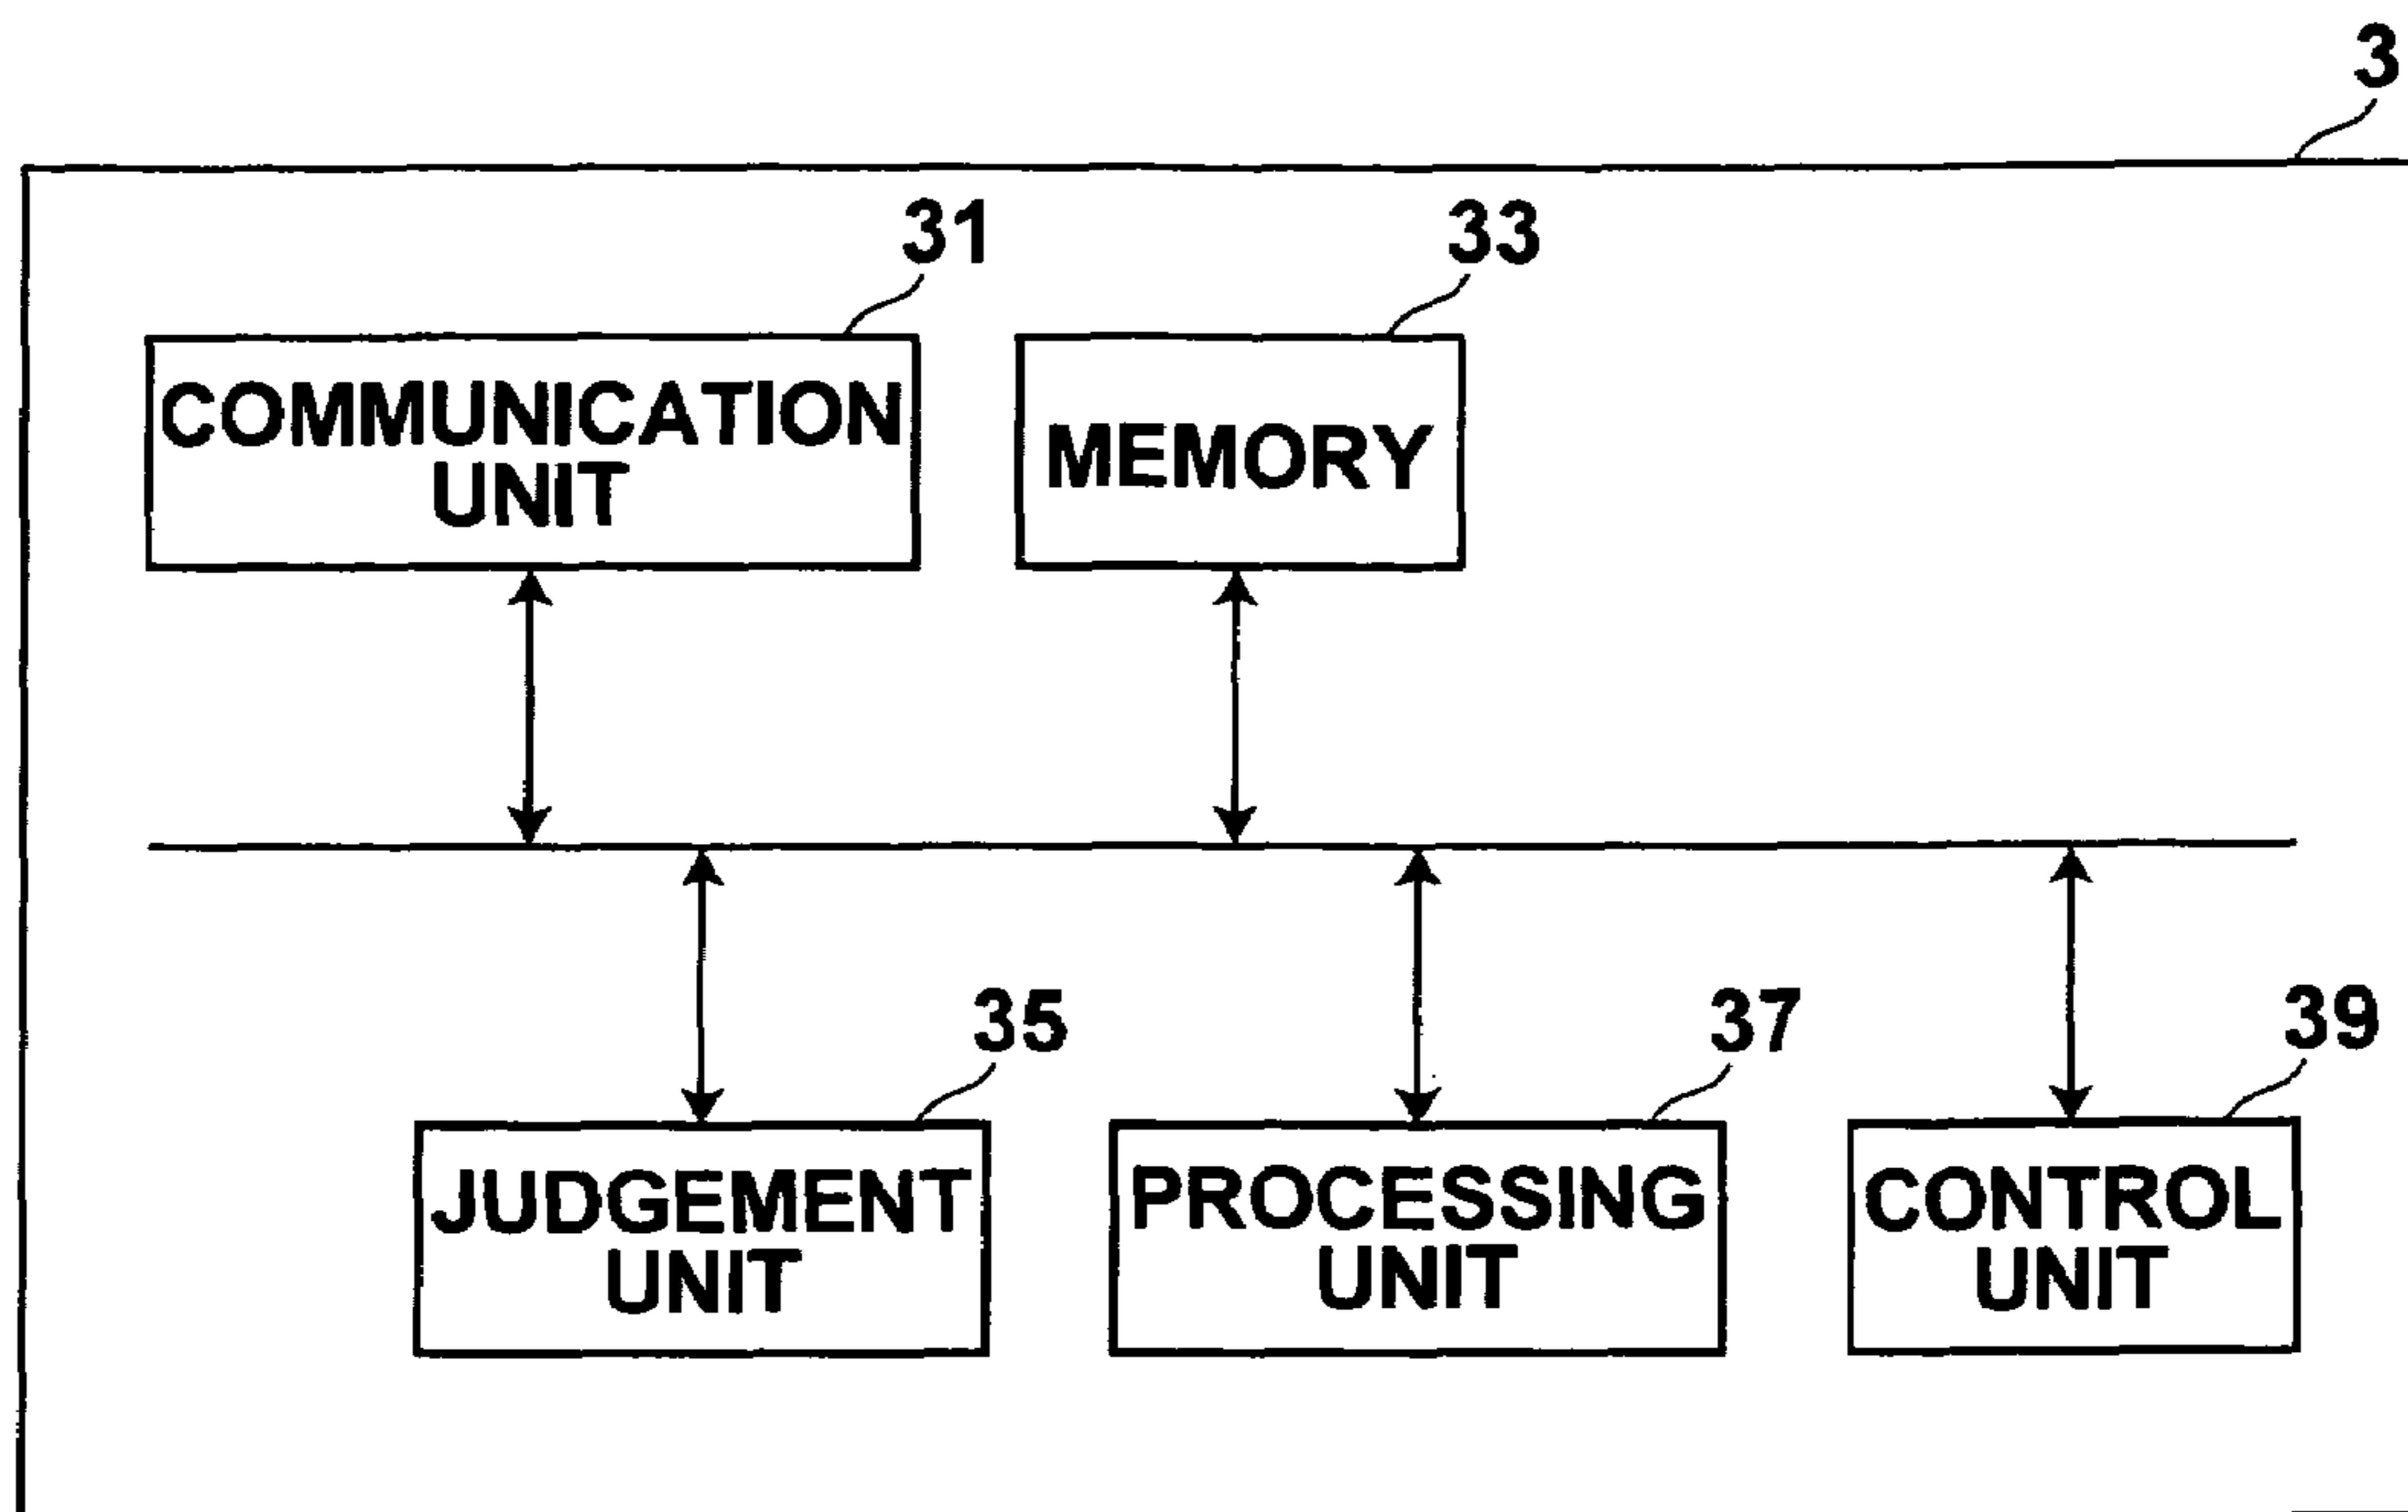 3
31
33
COMMUNICATION
UNIT
MEMORY
35
37
39
JUDGEMENT
UNIT
PROCESSING
UNIT
CONTROL
UNIT